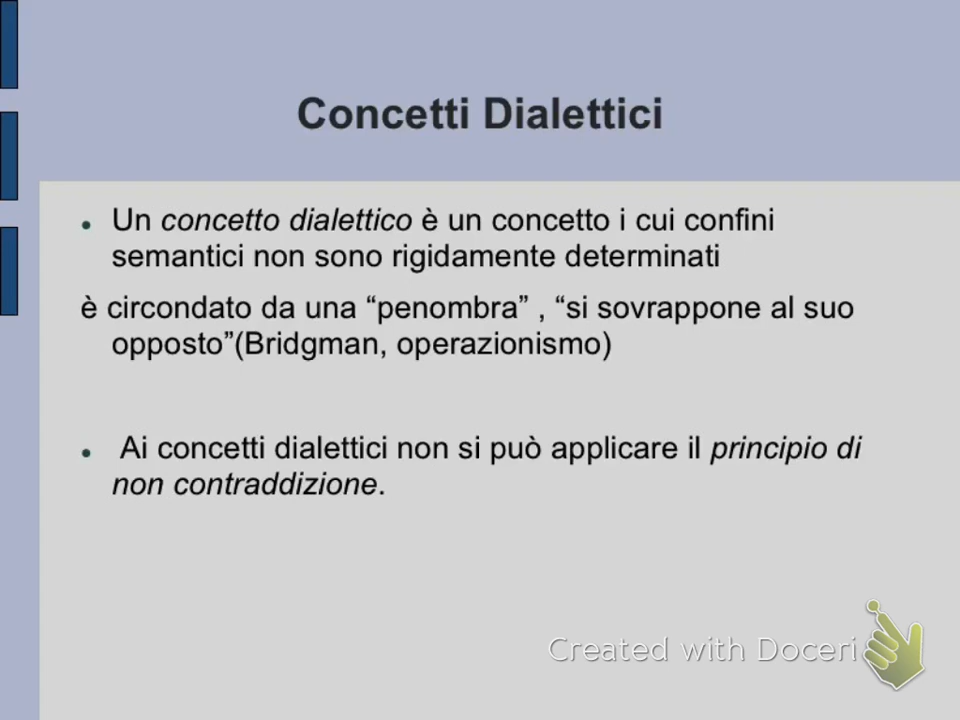 Concetti Dialettici
Un concetto dialettico è un concetto i cui confini
semantici non sono rigidamente determinati
è circondato da una “penombra” , “si sovrappone al suo
opposto”(Bridgman, operazionismo)
Ai concetti dialettici non si può applicare il principio di
non contraddizione.
Created with Doceri